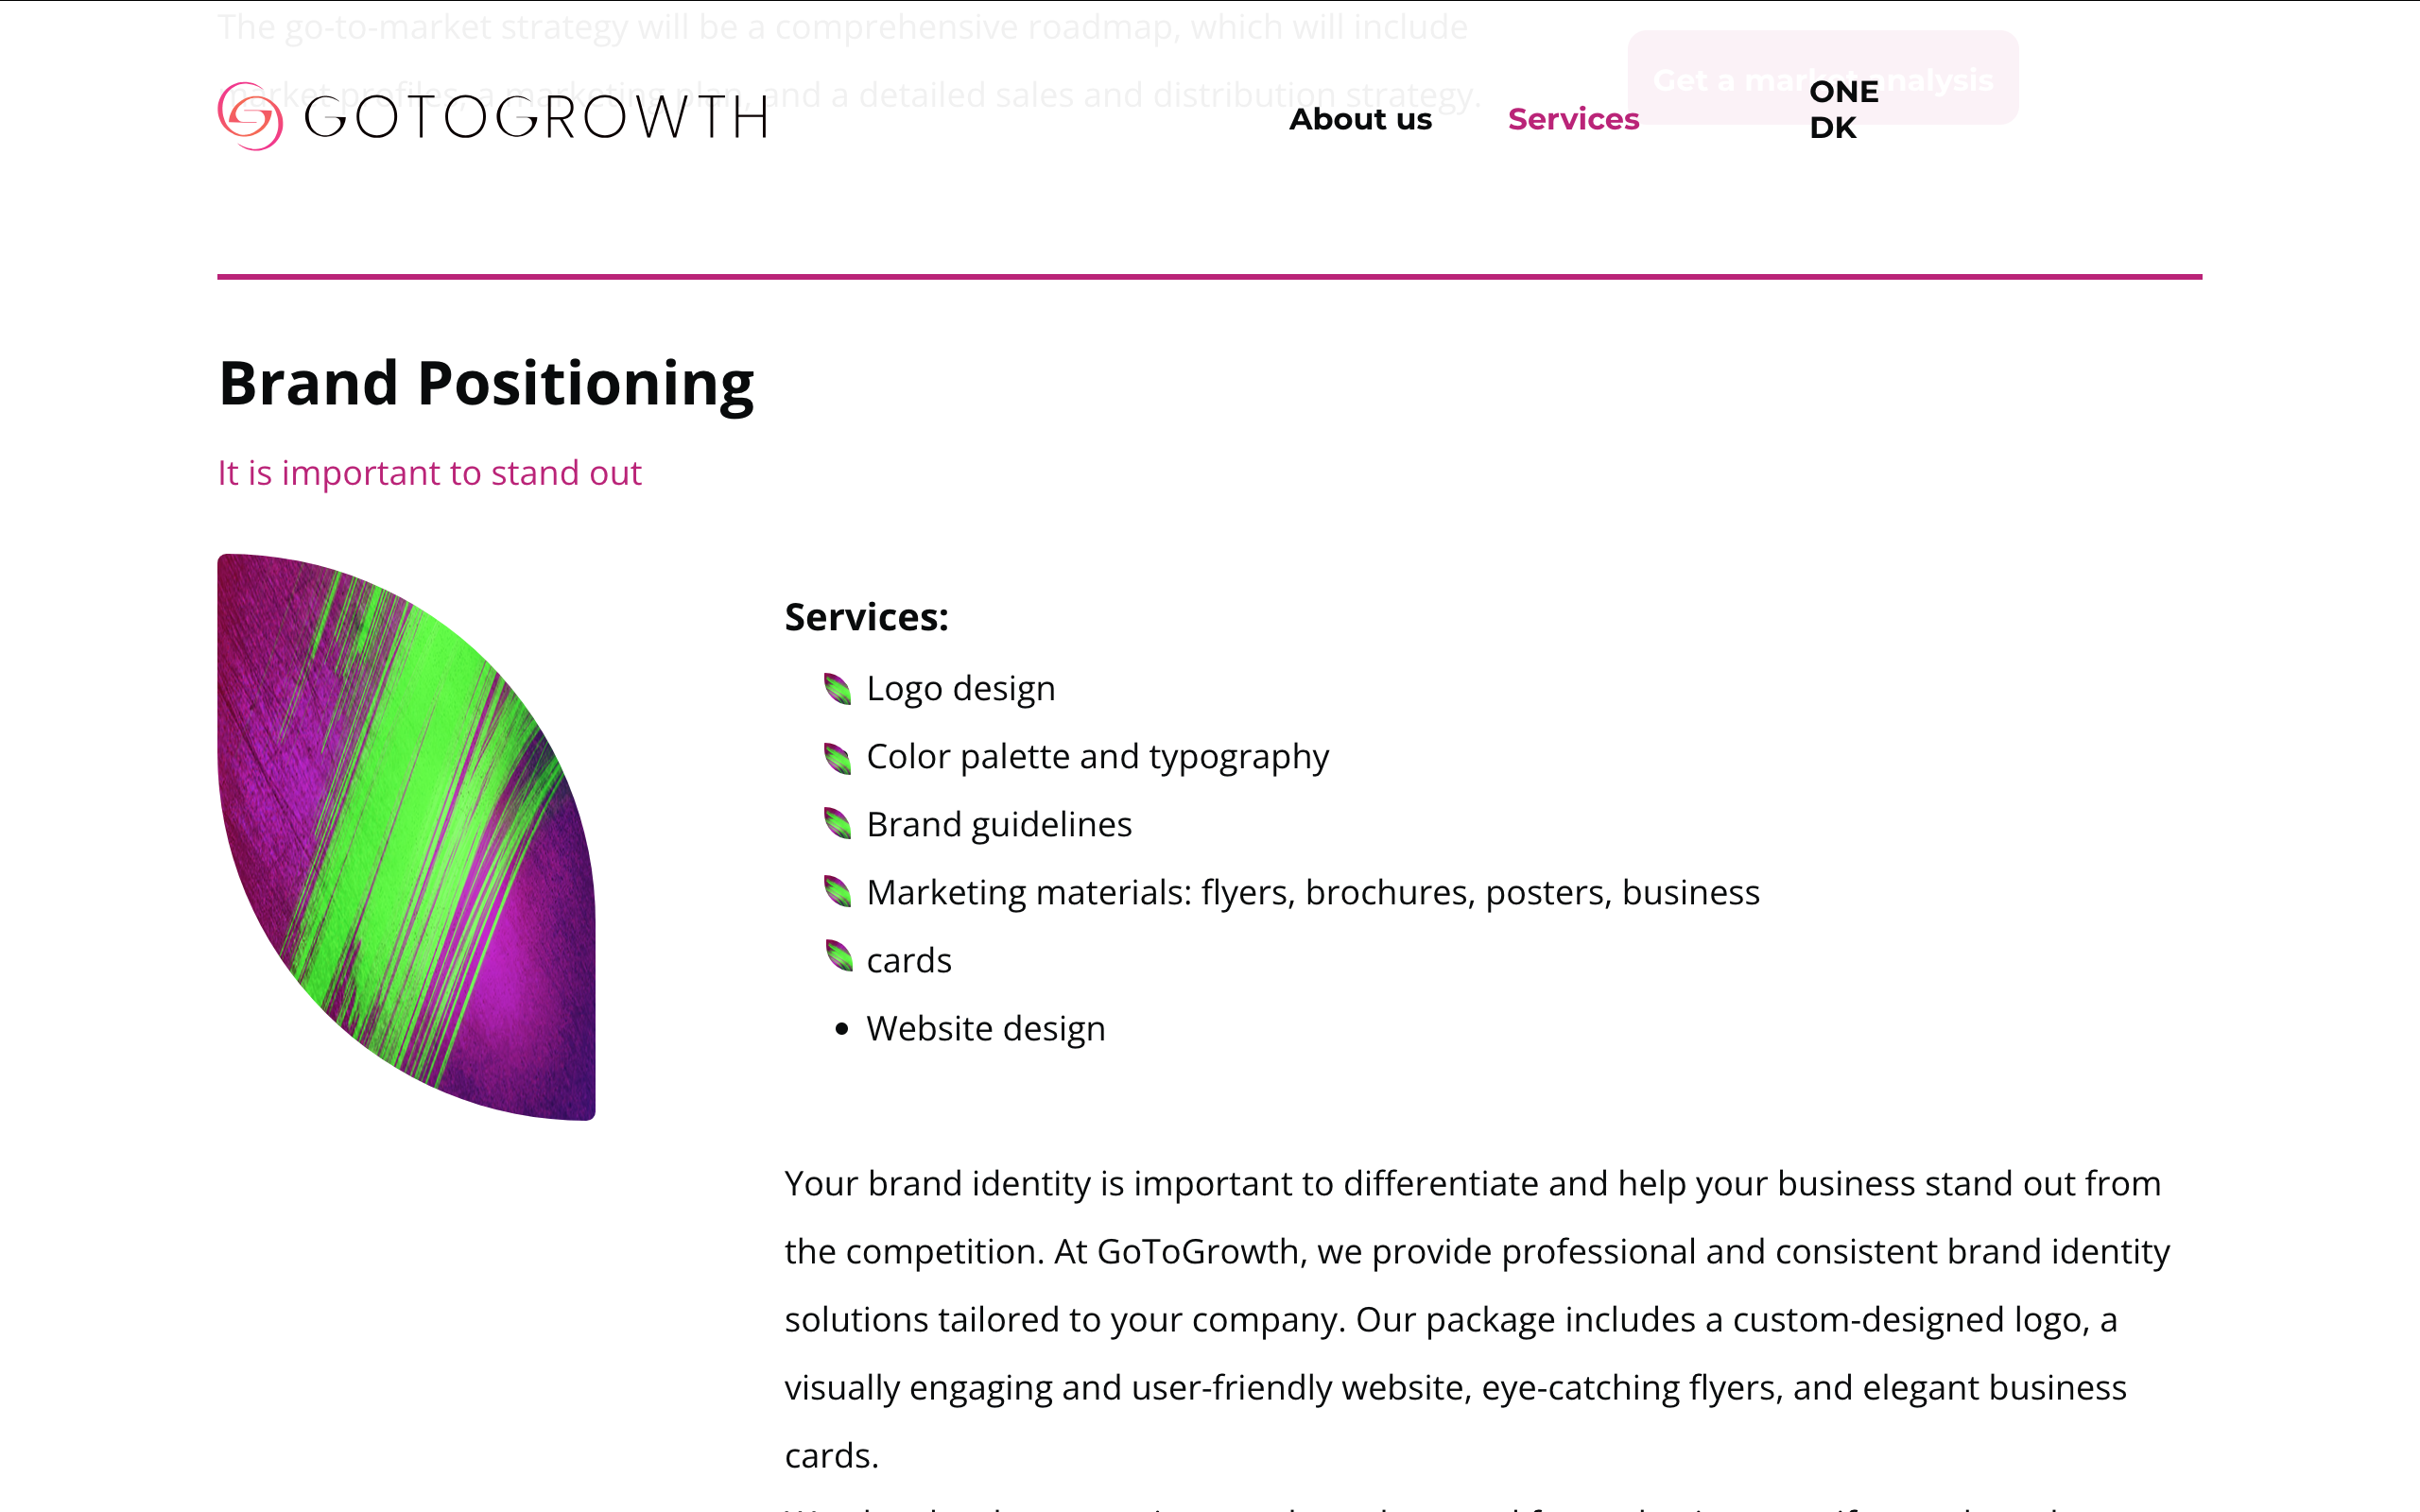 The go-to-market strategy will be a comprehensive roadmap, which will include
Get a market analysis
market profiles, a marketing plan, and a detailed sales and distribution strategy.
GOTOGROWTH
About us
Services
ONE
DK
Brand Positioning
It is important to stand out
Services:
Logo design
Color palette and typography
Brand guidelines
Marketing materials: flyers, brochures, posters, business
cards
Website design
Your brand identity is important to differentiate and help your business stand out from
the competition. At GoToGrowth, we provide professional and consistent brand identity
solutions tailored to your company. Our package includes a custom-designed logo, a
visually engaging and user-friendly website, eye-catching flyers, and elegant business
cards.